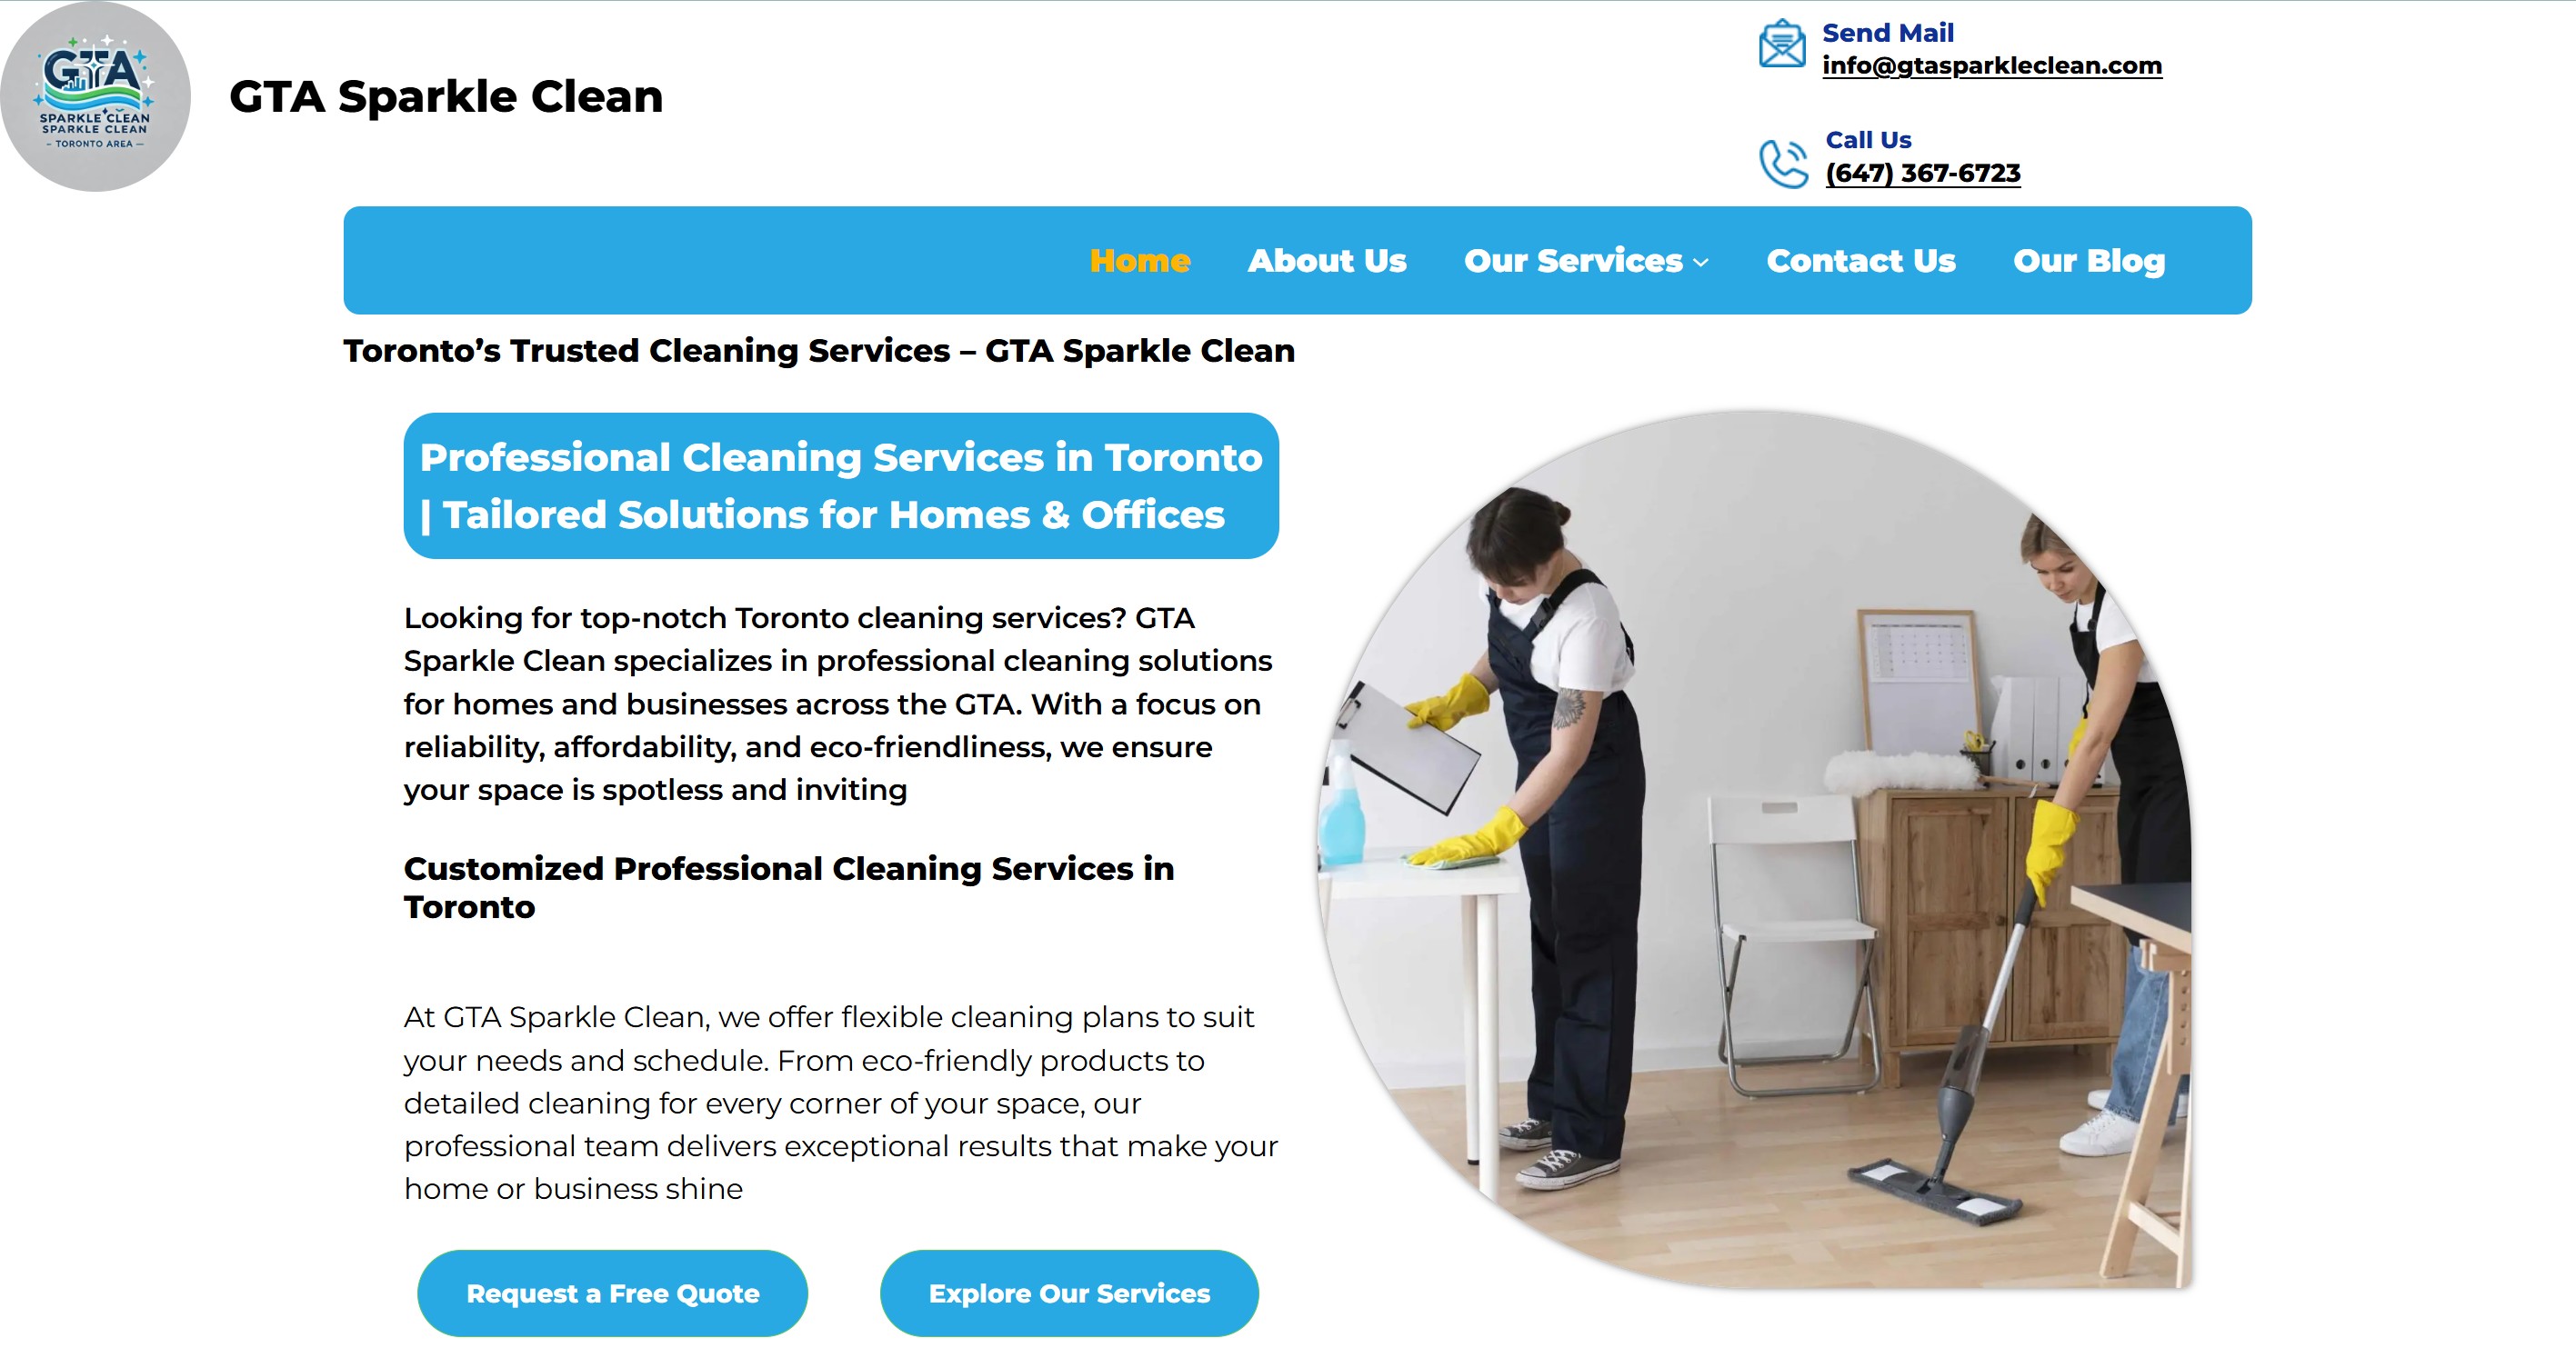 GTA
SPARKLE CLEAN
SPARKLE CLEAN
– TORONTO AREA –
GTA Sparkle Clean
Send Mail
info@gtasparkleclean.com
Call Us
(647) 367-6723
Home About Us Our Services Contact Us Our Blog
Toronto’s Trusted Cleaning Services – GTA Sparkle Clean
Professional Cleaning Services in Toronto
| Tailored Solutions for Homes & Offices
Looking for top-notch Toronto cleaning services? GTA
Sparkle Clean specializes in professional cleaning solutions
for homes and businesses across the GTA. With a focus on
reliability, affordability, and eco-friendliness, we ensure
your space is spotless and inviting
Customized Professional Cleaning Services in
Toronto
At GTA Sparkle Clean, we offer flexible cleaning plans to suit
your needs and schedule. From eco-friendly products to
detailed cleaning for every corner of your space, our
professional team delivers exceptional results that make your
home or business shine
Request a Free Quote Explore Our Services